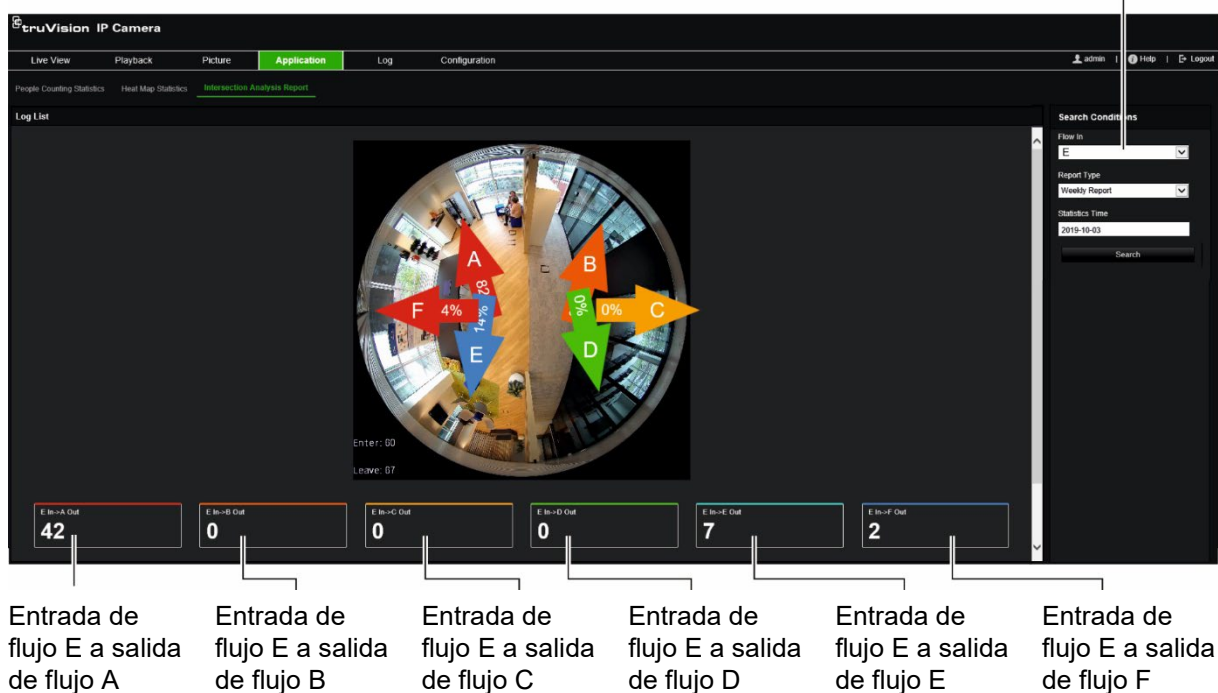 truVision IP Camera
Live View Playback Picture Application Log Configuration admin | Help | Logout
People Counting Statistics Heat Map Statistics Intersection Analysis Report
Log List
Search Conditions
Flow In
E
Report Type
Weekly Report
Statistics Time
2019-10-03
Search
A
B
82
F 4%
0%
0% C
14%
E
D
Enter: 60
Leave: 67
E In->A Out
42
E In->B Out
0
E In->C Out
0
E In->D Out
0
E In->E Out
7
E In->F Out
2
Entrada de
flujo E a salida
de flujo A
Entrada de
flujo E a salida
de flujo B
Entrada de
flujo E a salida
de flujo C
Entrada de
flujo E a salida
de flujo D
Entrada de
flujo E a salida
de flujo E
Entrada de
flujo E a salida
de flujo F